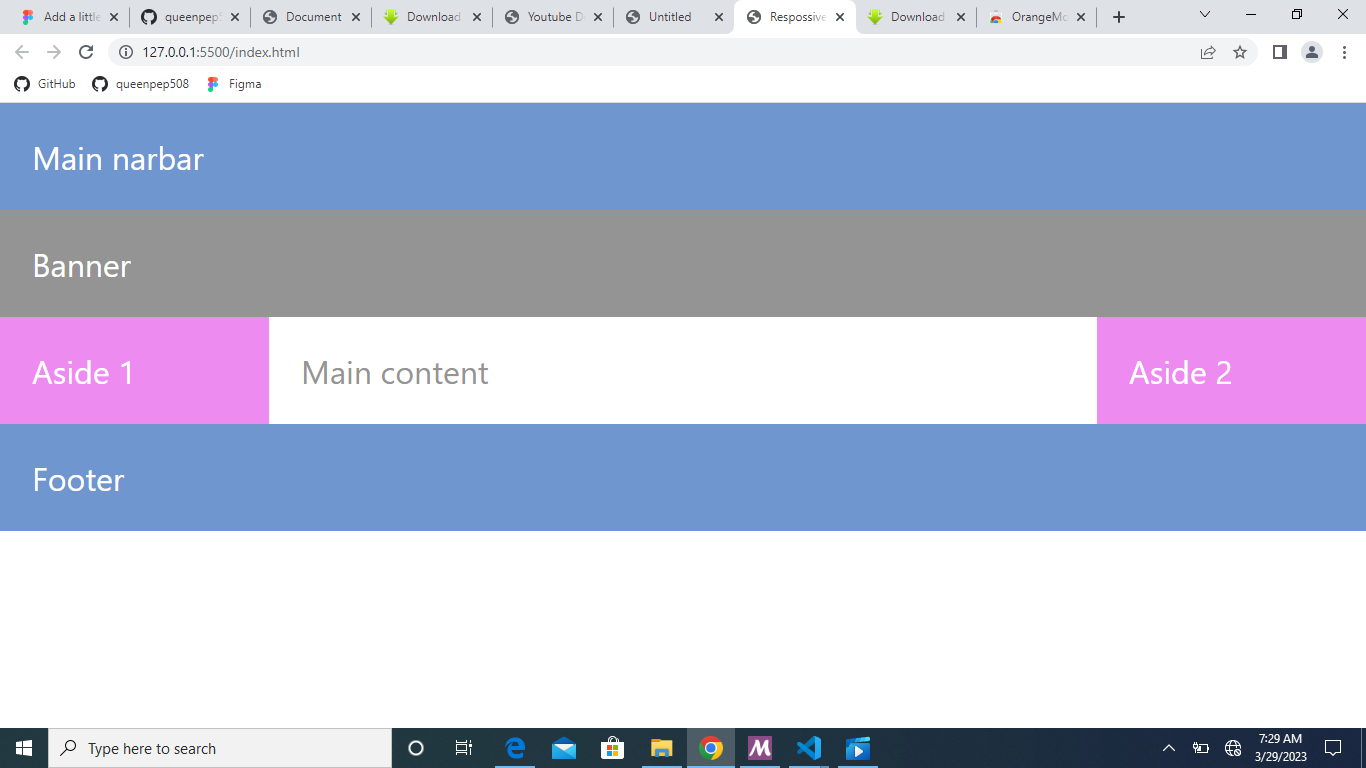 Add a little
queenpep5
Document
Download
Youtube D
Untitled
Respossive
Download
OrangeMo
127.0.0.1:5500/index.html
GitHub
queenpep508
Figma
Main narbar
Banner
Aside 1
Main content
Aside 2
Footer
Type here to search
7:29 AM
3/29/2023